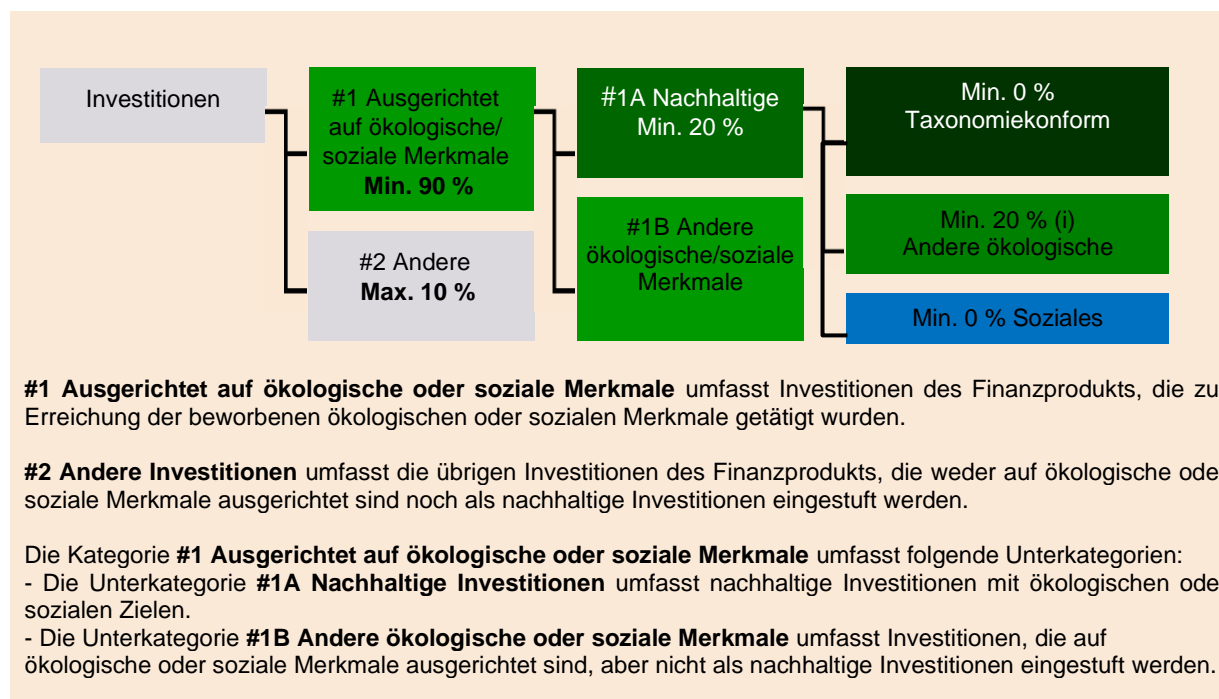 Investitionen
#1 Ausgerichtet
auf ökologische/
soziale Merkmale
Min. 90 %
#2 Andere
Max. 10 %
#1A Nachhaltige
Min. 20 %
#1B Andere
ökologische/soziale
Merkmale
Min. 0 %
Taxonomiekonform
Min. 20 % (i)
Andere ökologische
Min. 0 % Soziales
#1 Ausgerichtet auf ökologische oder soziale Merkmale umfasst Investitionen des Finanzprodukts, die zu
Erreichung der beworbenen ökologischen oder sozialen Merkmale getätigt wurden.
#2 Andere Investitionen umfasst die übrigen Investitionen des Finanzprodukts, die weder auf ökologische ode
soziale Merkmale ausgerichtet sind noch als nachhaltige Investitionen eingestuft werden.
Die Kategorie #1 Ausgerichtet auf ökologische oder soziale Merkmale umfasst folgende Unterkategorien:
- Die Unterkategorie #1A Nachhaltige Investitionen umfasst nachhaltige Investitionen mit ökologischen ode
sozialen Zielen.
- Die Unterkategorie #1B Andere ökologische oder soziale Merkmale umfasst Investitionen, die auf
ökologische oder soziale Merkmale ausgerichtet sind, aber nicht als nachhaltige Investitionen eingestuft werden.